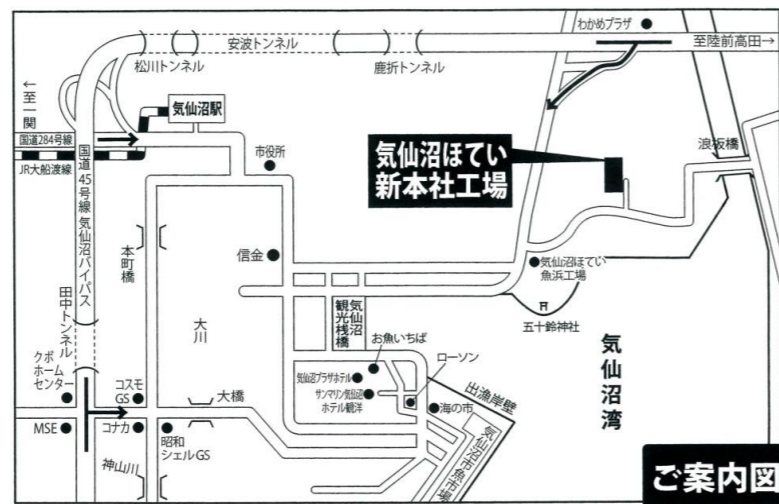 わかめプラザ
至陸前高田→
安波トンネル
松川トンネル
鹿折トンネル
←至一関
気仙沼駅
国道284号線
JR大船渡線
国道45号線 気仙沼バイパス
市役所
気仙沼ほてい
新本社工場
浪板橋
本町橋
信金
大川
気仙沼ほてい
魚浜工場
五十鈴神社
気仙沼
観光桟橋
お魚いちば
気仙沼湾
田中トンネル
クボ
ホーム
センター
コスモ
GS
大橋
気仙沼プラザホテル
サンマリン気仙沼
ホテル観洋
ローソン
海の市
出漁岸壁
気仙沼市魚市場
MSE
コナカ
昭和
シェルGS
神山川
ご案内図